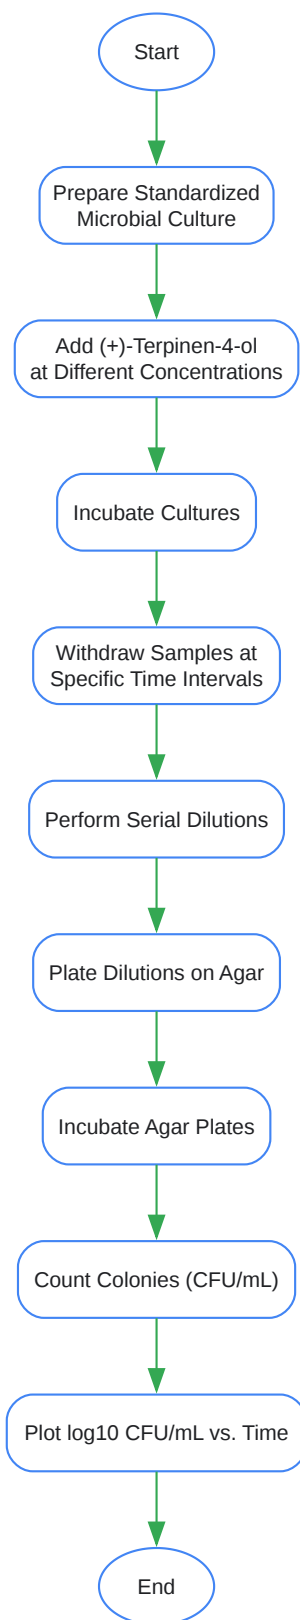 Start
Prepare Standardized
Microbial Culture
Add (+)-Terpinen-4-ol
at Different Concentrations
Incubate Cultures
Withdraw Samples at
Specific Time Intervals
Perform Serial Dilutions
Plate Dilutions on Agar
Incubate Agar Plates
Count Colonies (CFU/mL)
Plot log10 CFU/mL vs. Time
End